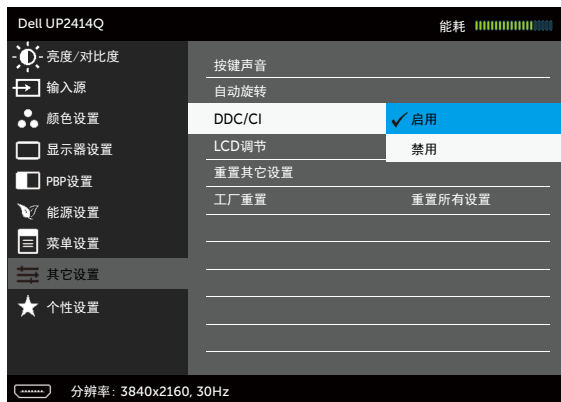 Dell UP2414Q
能耗
亮度/对比度
输入源
颜色设置
显示器设置
PBP设置
能源设置
菜单设置
其它设置
个性设置
按键声音
自动旋转
DDC/CI
启用
LCD调节
禁用
重置其它设置
工厂重置
重置所有设置
分辨率: 3840x2160, 30Hz